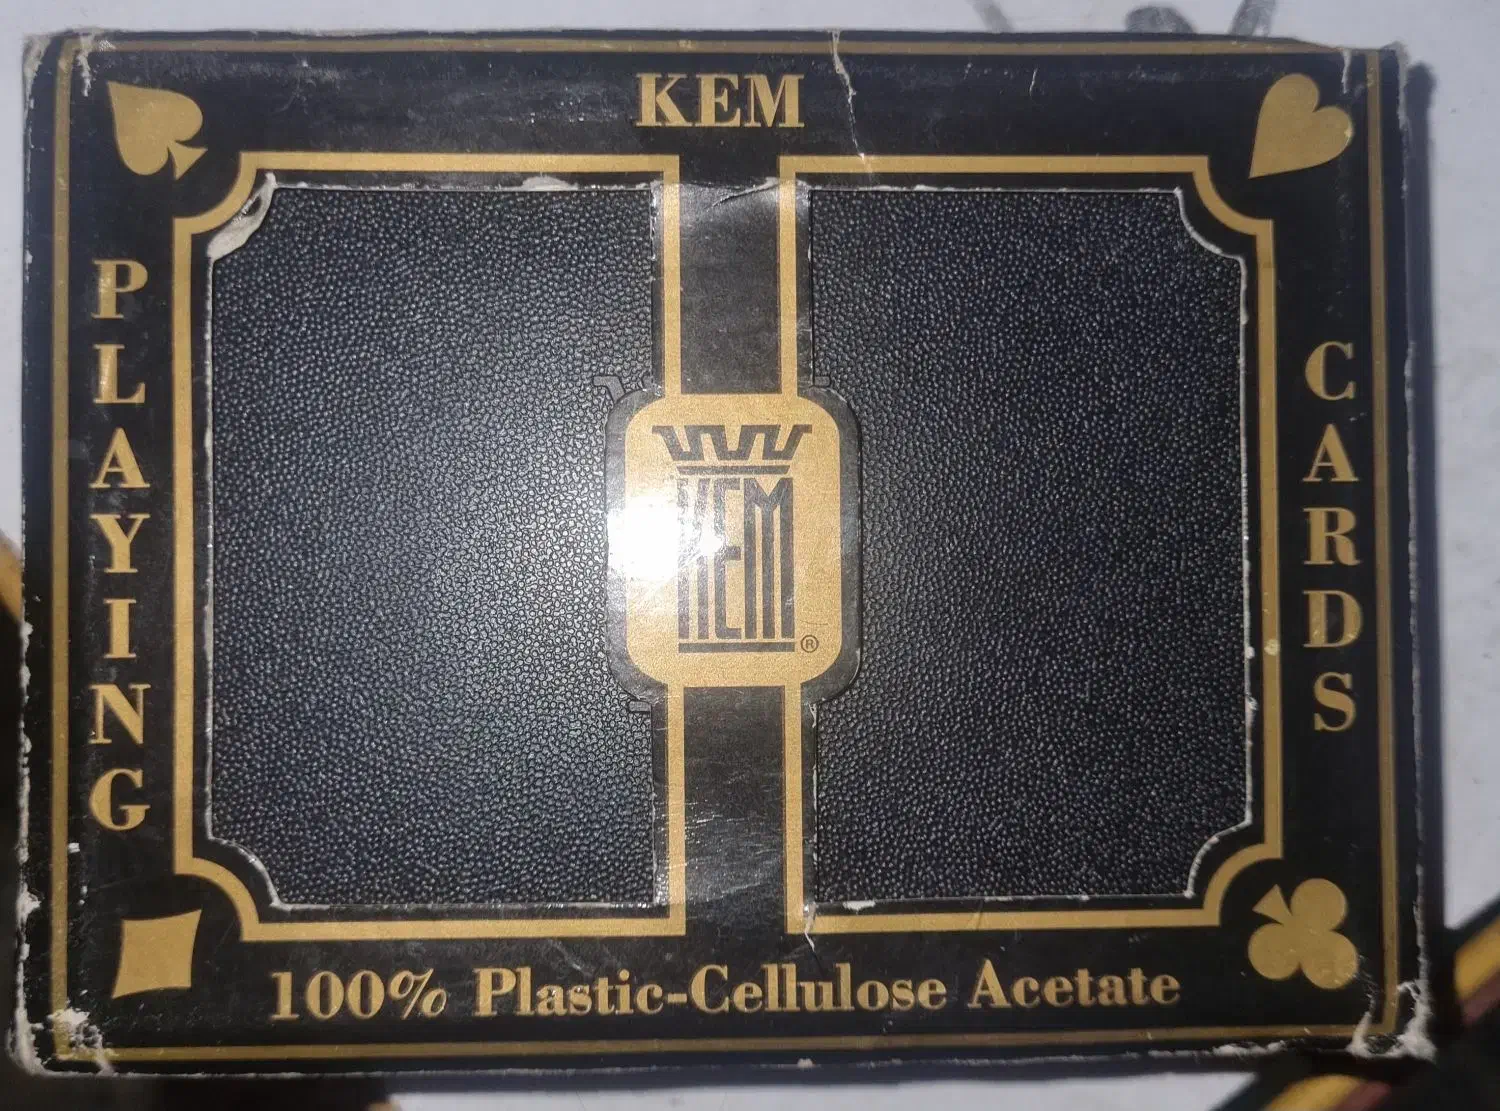 KEM
PLAYING
CARDS
KEM
®
100% Plastic-Cellulose Acetate